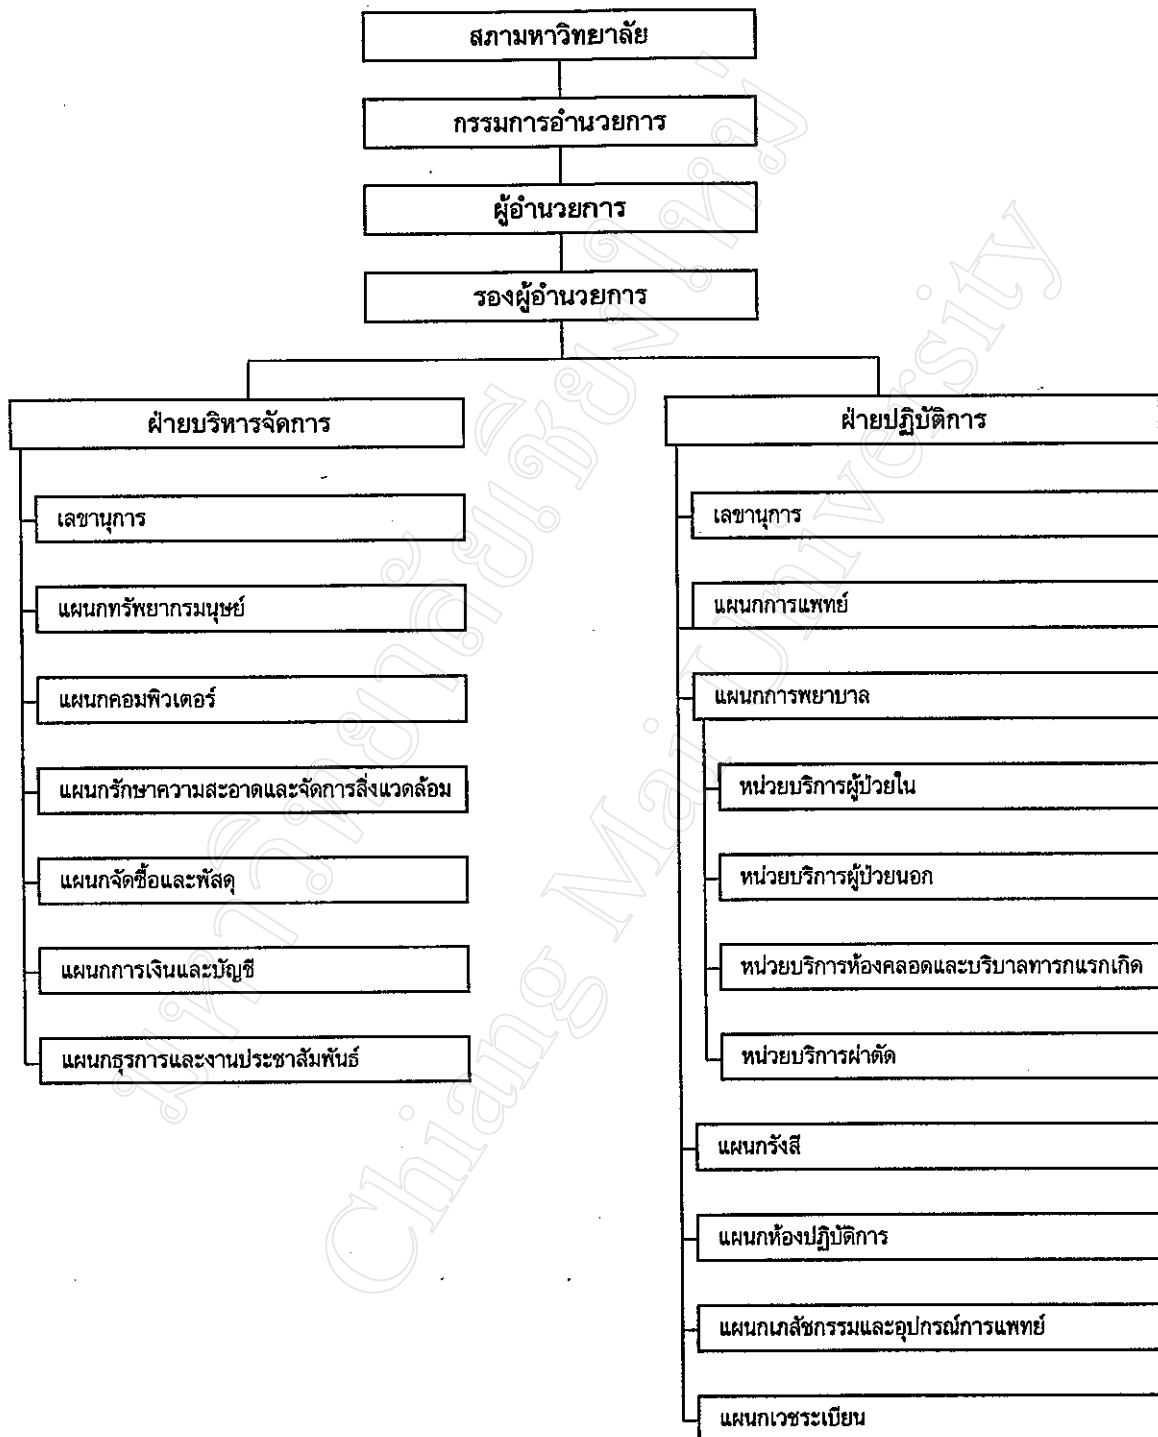 สภามหาวิทยาลัย
กรรมการอำนวยการ
ผู้อำนวยการ
รองผู้อำนวยการ
ฝ่ายบริหารจัดการ
เลขานุการ
แผนกทรัพยากรมนุษย์
แผนกคอมพิวเตอร์
แผนกรักษาความสะอาดและจัดการสิ่งแวดล้อม
แผนกจัดซื้อและพัสดุ
แผนกการเงินและบัญชี
แผนกธุรการและงานประชาสัมพันธ์
ฝ่ายปฏิบัติการ
เลขานุการ
แผนกการแพทย์
แผนกการพยาบาล
หน่วยบริการผู้ป่วยใน
หน่วยบริการผู้ป่วยนอก
หน่วยบริการห้องคลอดและบริบาลทารกแรกเกิด
หน่วยบริการผ่าตัด
แผนกรังสี
แผนกห้องปฏิบัติการ
แผนกเภสัชกรรมและอุปกรณ์การแพทย์
แผนกเวชระเบียน
มหาวิทยาลัยเชียงใหม่
Chiang Mai University